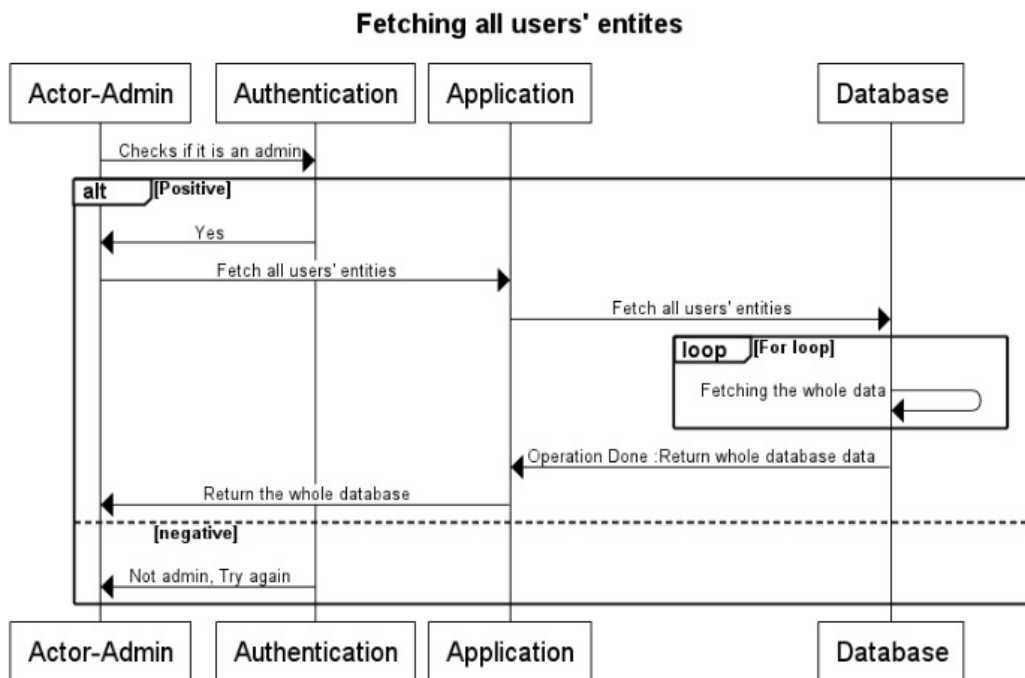 Fetching all users' entites
Actor-Admin Authentication Application Database
Checks if it is an admin
alt [Positive]
Yes
Fetch all users' entities
Fetch all users' entities
loop [For loop]
Fetching the whole data
Operation Done :Return whole database data
Return the whole database
[negative]
Not admin, Try again
Actor-Admin Authentication Application Database